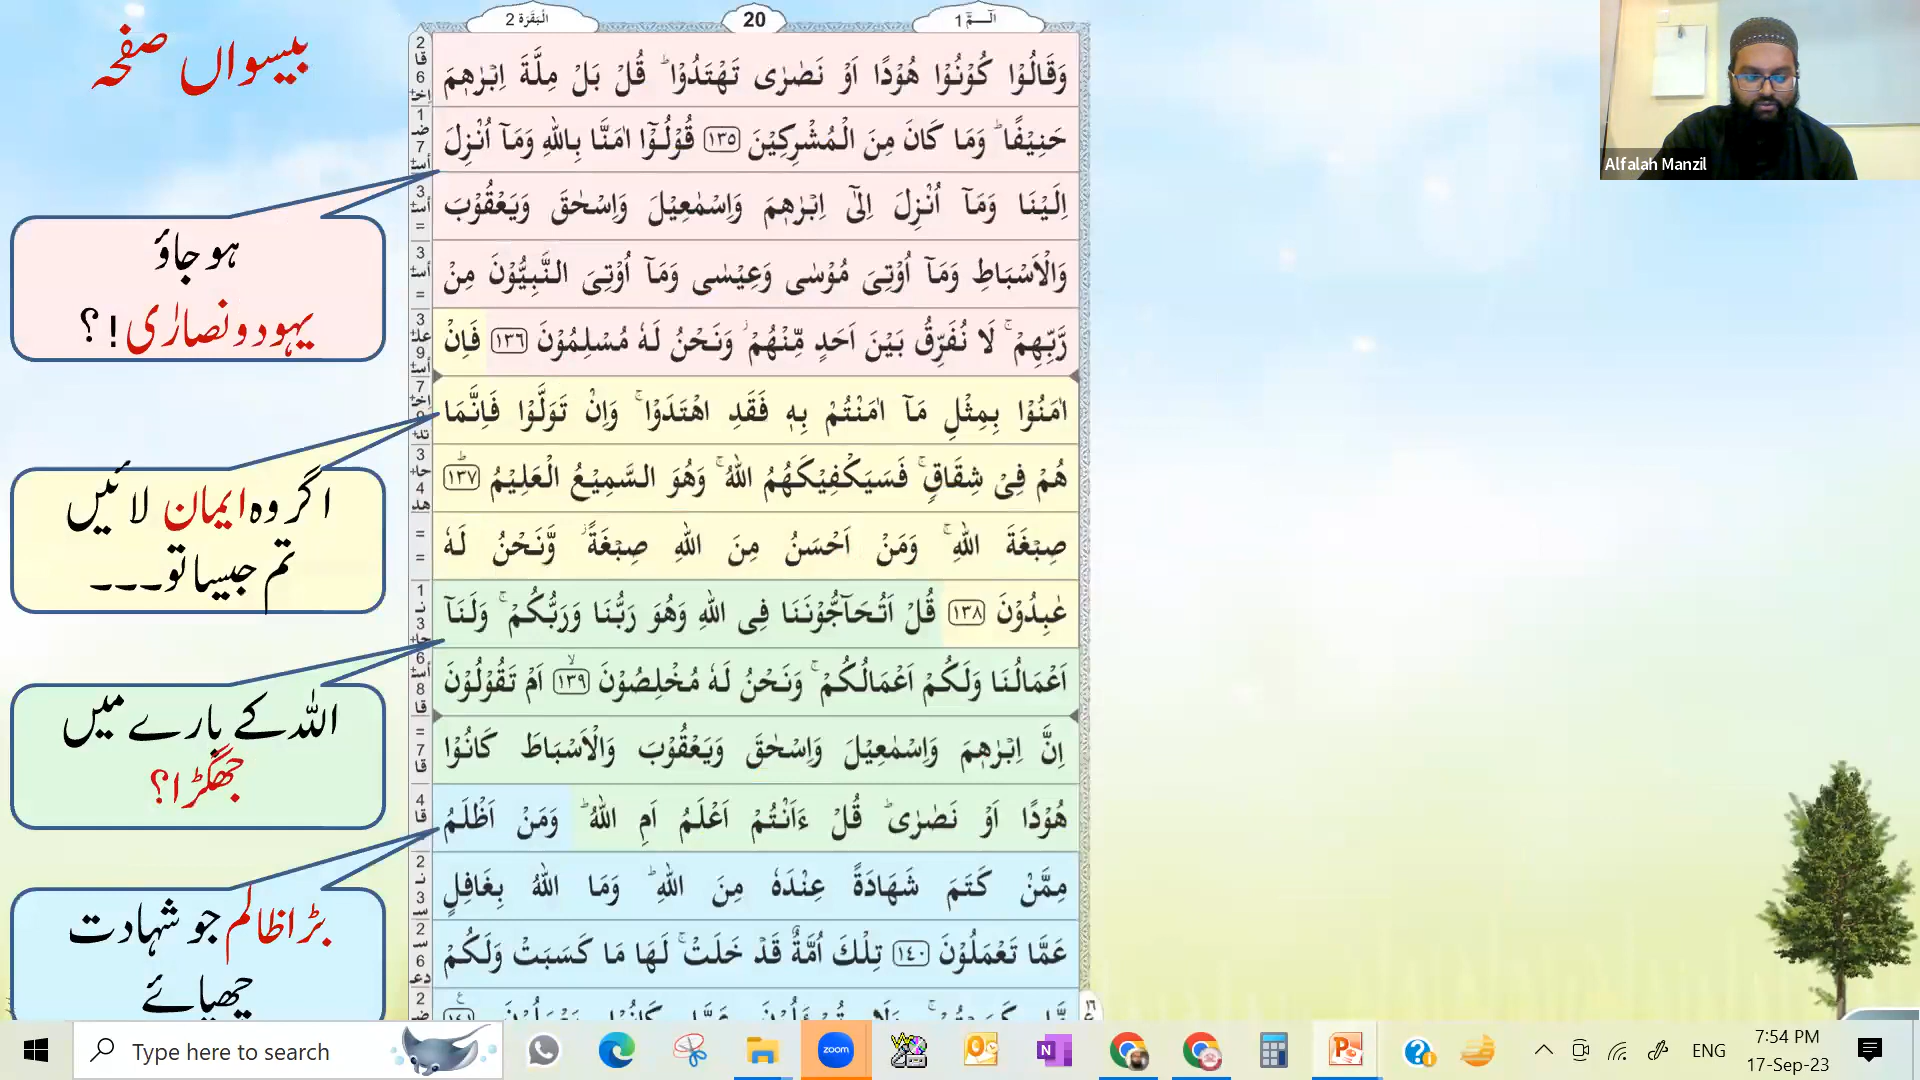 اَلٓـمّٓ 1
20
اَلْبَقَرَة 2
بیسواں صفحہ
وَقَالُوْا كُوْنُوْا هُوْدًا اَوْ نَصٰرٰى تَهْتَدُوْا ؕ قُلْ بَلْ مِلَّةَ اِبْرٰهٖمَ
حَنِيْفًا ؕ وَمَا كَانَ مِنَ الْمُشْرِكِيْنَ ﴿١٣٥﴾ قُوْلُوْٓا اٰمَنَّا بِاللّٰهِ وَمَآ اُنْزِلَ
اِلَيْنَا وَمَآ اُنْزِلَ اِلٰٓى اِبْرٰهٖمَ وَاِسْمٰعِيْلَ وَاِسْحٰقَ وَيَعْقُوْبَ
وَالْاَسْبَاطِ وَمَآ اُوْتِىَ مُوْسٰى وَعِيْسٰى وَمَآ اُوْتِىَ النَّبِيُّوْنَ مِنْ
رَّبِّهِمْ ۚ لَا نُفَرِّقُ بَيْنَ اَحَدٍ مِّنْهُمْ ۖ وَنَحْنُ لَهٗ مُسْلِمُوْنَ ﴿١٣٦﴾ فَاِنْ
اٰمَنُوْا بِمِثْلِ مَآ اٰمَنْتُمْ بِهٖ فَقَدِ اهْتَدَوْا ۚ وَاِنْ تَوَلَّوْا فَاِنَّمَا
هُمْ فِىْ شِقَاقٍ ۚ فَسَيَكْفِيْكَهُمُ اللّٰهُ ۚ وَهُوَ السَّمِيْعُ الْعَلِيْمُ ؕ ﴿١٣٧﴾
صِبْغَةَ اللّٰهِ ۚ وَمَنْ اَحْسَنُ مِنَ اللّٰهِ صِبْغَةً ۖ وَّنَحْنُ لَهٗ
عٰبِدُوْنَ ﴿١٣٨﴾ قُلْ اَتُحَآجُّوْنَنَا فِى اللّٰهِ وَهُوَ رَبُّنَا وَرَبُّكُمْ ۚ وَلَنَآ
اَعْمَالُنَا وَلَكُمْ اَعْمَالُكُمْ ۚ وَنَحْنُ لَهٗ مُخْلِصُوْنَ ۙ ﴿١٣٩﴾ اَمْ تَقُوْلُوْنَ
اِنَّ اِبْرٰهٖمَ وَاِسْمٰعِيْلَ وَاِسْحٰقَ وَيَعْقُوْبَ وَالْاَسْبَاطَ كَانُوْا
هُوْدًا اَوْ نَصٰرٰى ؕ قُلْ ءَاَنْتُمْ اَعْلَمُ اَمِ اللّٰهُ ؕ وَمَنْ اَظْلَمُ
مِمَّنْ كَتَمَ شَهَادَةً عِنْدَهٗ مِنَ اللّٰهِ ؕ وَمَا اللّٰهُ بِغَافِلٍ
عَمَّا تَعْمَلُوْنَ ﴿١٤٠﴾ تِلْكَ اُمَّةٌ قَدْ خَلَتْ ۚ لَهَا مَا كَسَبَتْ وَلَكُمْ
ہو جاؤ
یہود و نصارٰی ! ؟
اگر وہ ایمان لائیں
تم جیسا تو۔۔۔
اللہ کے بارے میں
جھگڑا؟
بڑا ظالم جو شہادت
چھپائے
Alfalah Manzil
Type here to search
zoom
ENG
7:54 PM
17-Sep-23